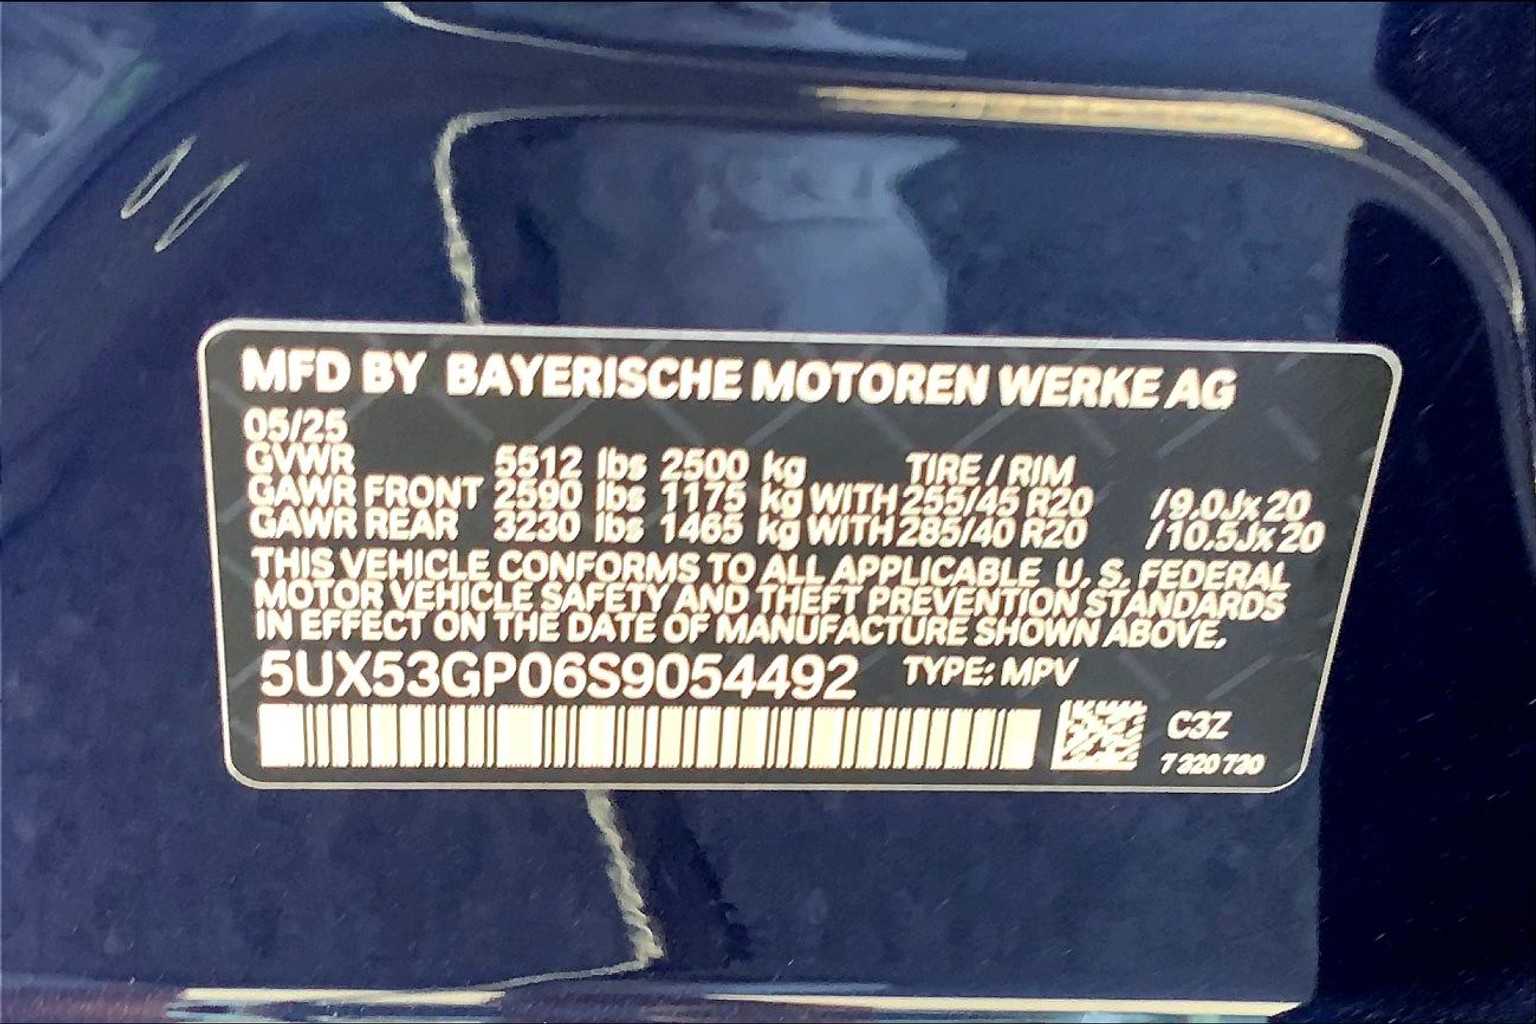 MFD BY BAYERISCHE MOTOREN WERKE AG
05/25
GVWR 5512 lbs 2500 kg TIRE / RIM
GAWR FRONT 2590 lbs 1175 kg WITH 255/45 R20 /9.0Jx20
GAWR REAR 3230 lbs 1465 kg WITH 285/40 R20 /10.5Jx20
THIS VEHICLE CONFORMS TO ALL APPLICABLE U.S. FEDERAL
MOTOR VEHICLE SAFETY AND THEFT PREVENTION STANDARDS
IN EFFECT ON THE DATE OF MANUFACTURE SHOWN ABOVE.
5UX53GP06S9054492 TYPE: MPV
C3Z
7 320 730